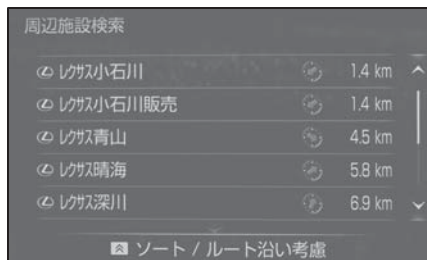 周辺施設検索
レクサス小石川 1.4 km
レクサス小石川販売 1.4 km
レクサス青山 4.5 km
レクサス晴海 5.8 km
レクサス深川 6.9 km
ソート / ルート沿い考慮